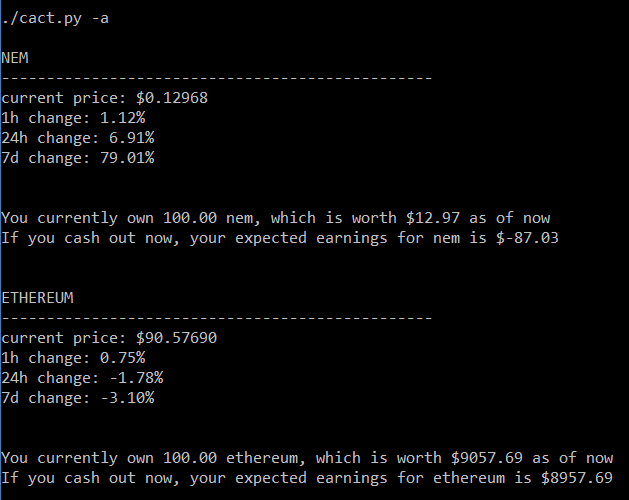 ./cact.py -a
NEM
------------------------------------------------
current price: $0.12968
1h change: 1.12%
24h change: 6.91%
7d change: 79.01%
You currently own 100.00 nem, which is worth $12.97 as of now
If you cash out now, your expected earnings for nem is $-87.03
ETHEREUM
------------------------------------------------
current price: $90.57690
1h change: 0.75%
24h change: -1.78%
7d change: -3.10%
You currently own 100.00 ethereum, which is worth $9057.69 as of now
If you cash out now, your expected earnings for ethereum is $8957.69